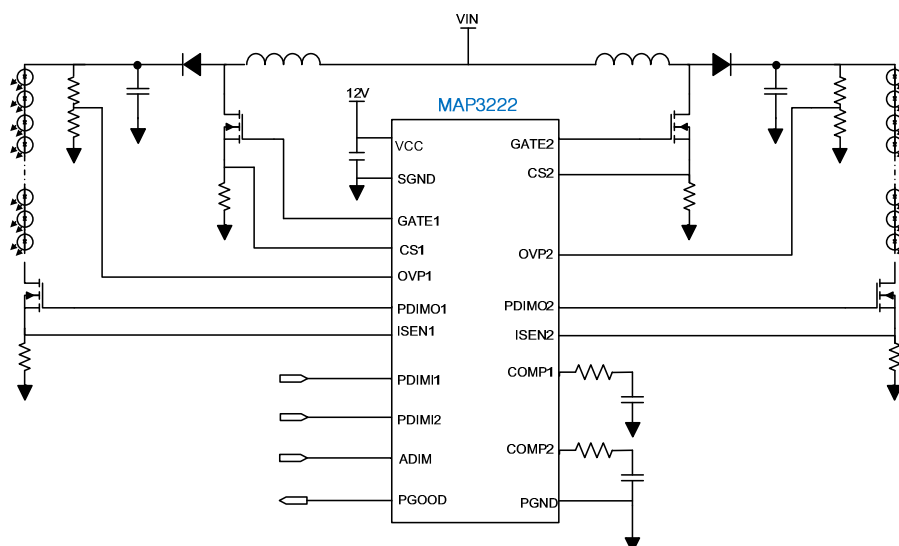 VIN
12V
MAP3222
VCC
SGND
GATE1
CS1
OVP1
PDIMO1
ISEN1
PDIMI1
PDIMI2
ADIM
PGOOD
GATE2
CS2
OVP2
PDIMO2
ISEN2
COMP1
COMP2
PGND